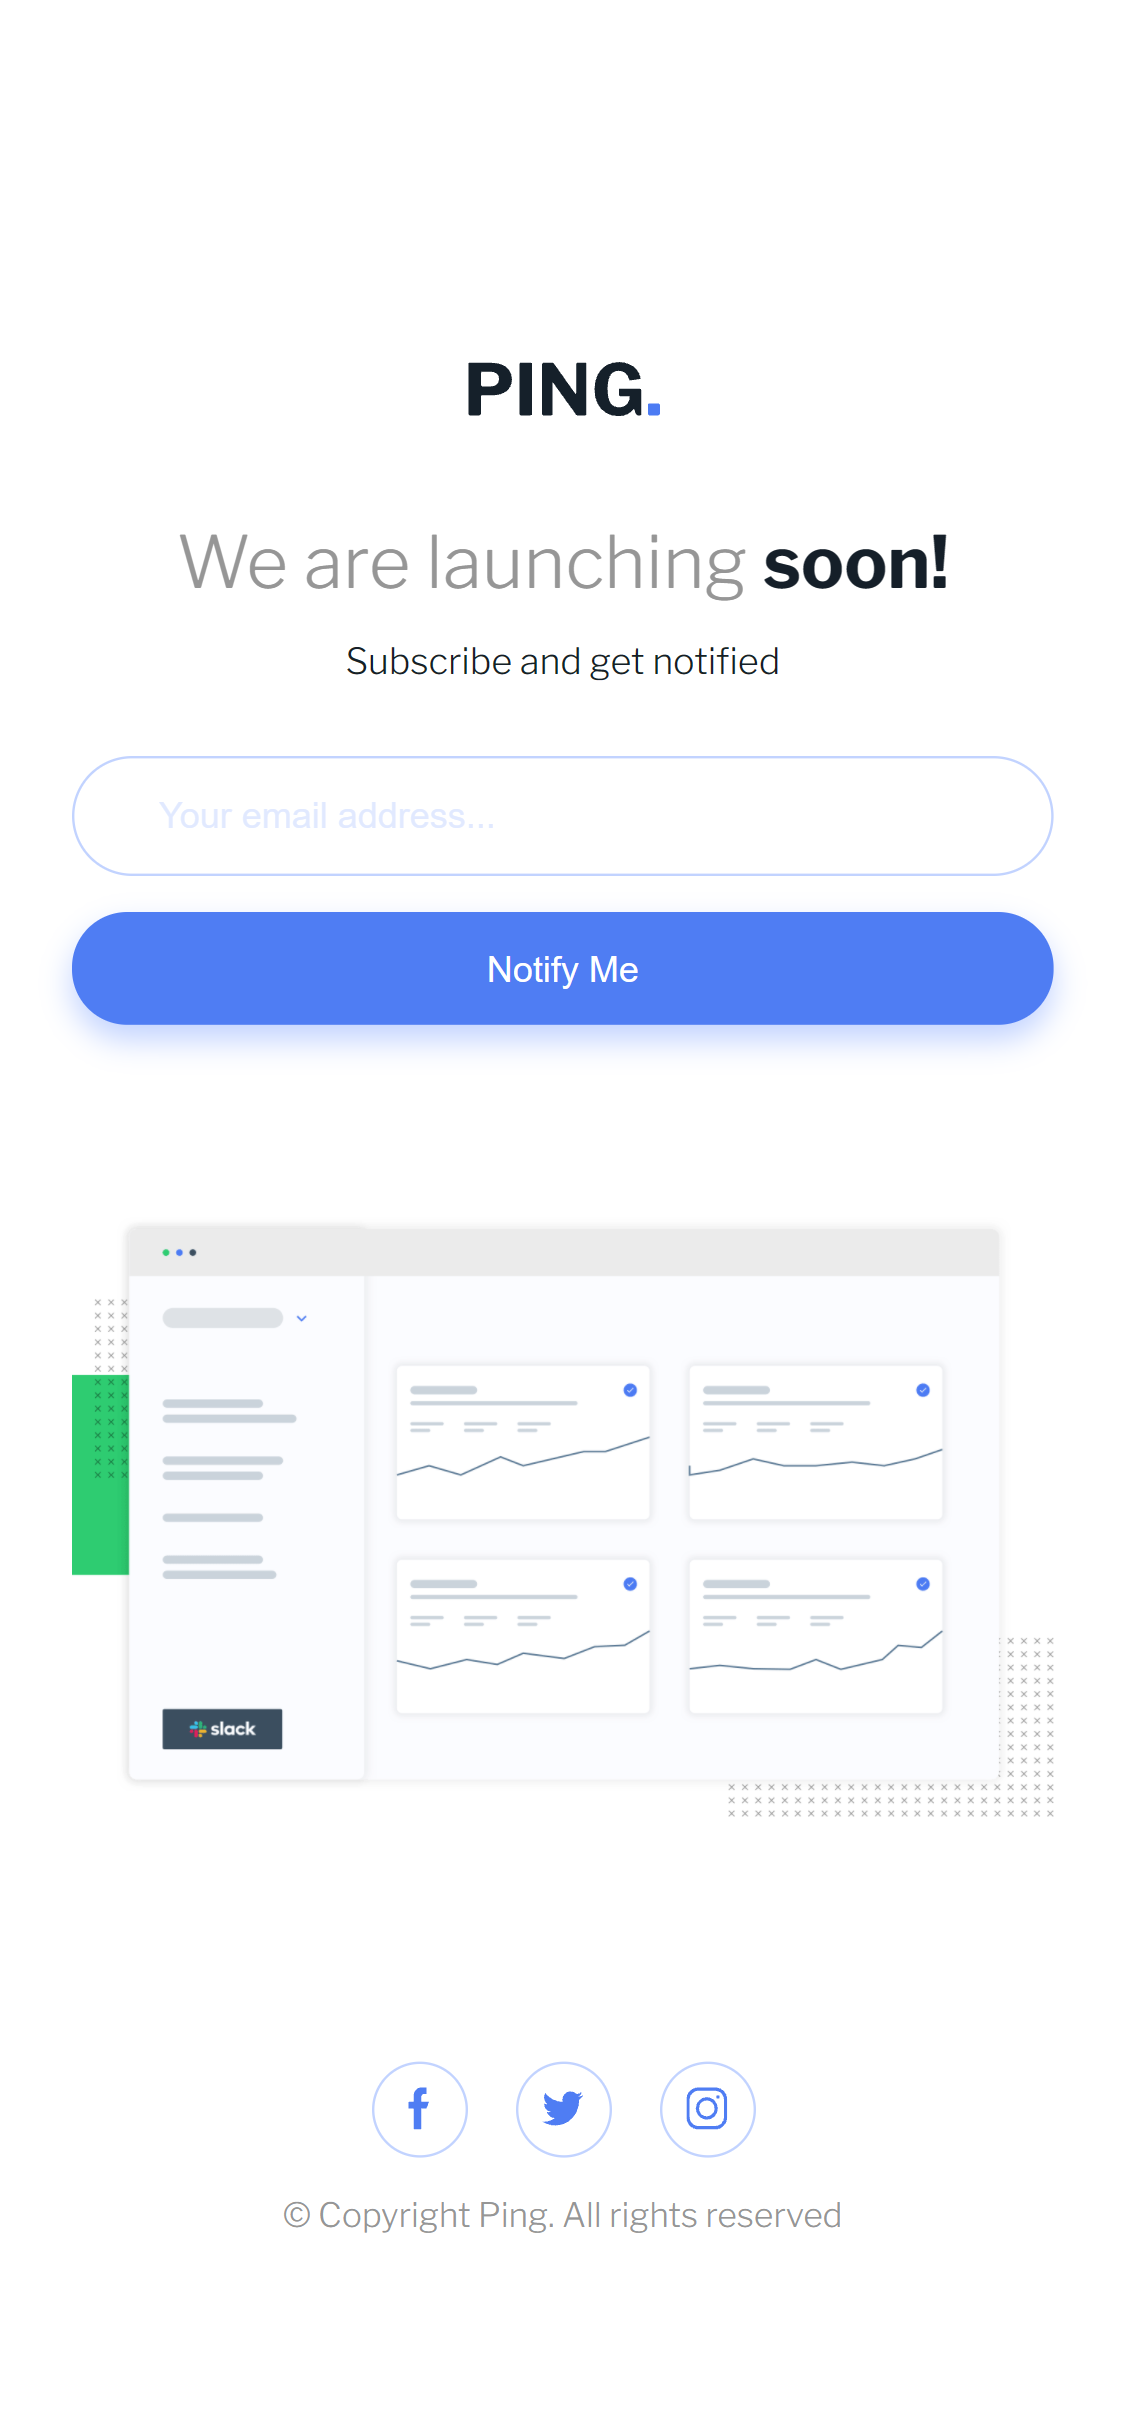 PING.
We are launching soon!
Subscribe and get notified
Your email address...
Notify Me
slack
© Copyright Ping. All rights reserved